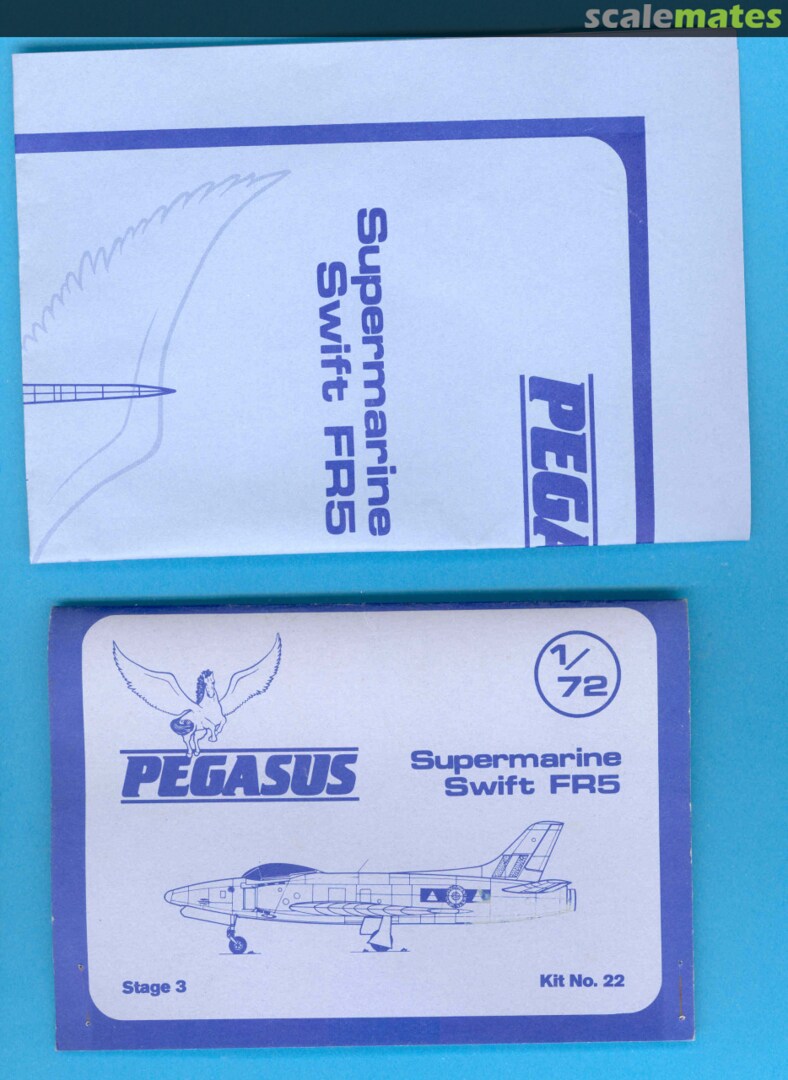 scalemates
Supermarine
Swift FR5
PEGA
1/72
PEGASUS
Supermarine
Swift FR5
Stage 3
Kit No. 22